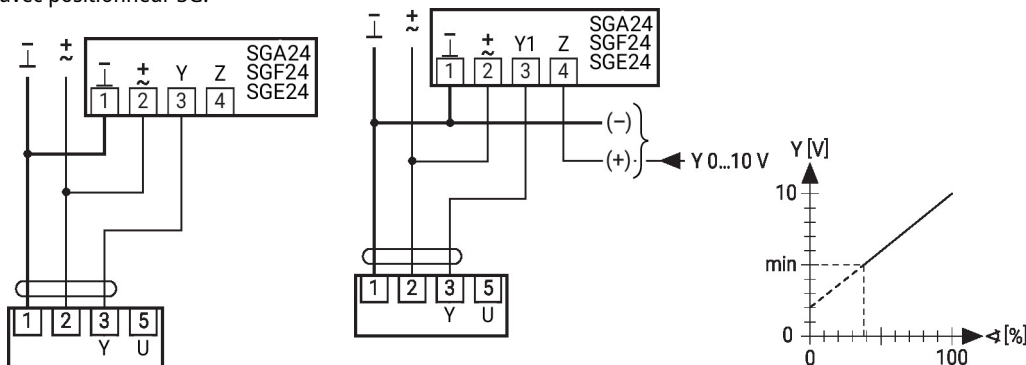 avec positionneur SG.
− +
⊥ ~
SGA24
SGF24
SGE24
− + Y Z
⊥ ~
1 2 3 4
1 2 3 5
Y U
− +
⊥ ~
SGA24
SGF24
SGE24
− + Y1 Z
⊥ ~
1 2 3 4
(−)
(+) Y 0...10 V
1 2 3 5
Y U
Y [V]
10
min
0
0 100
∢ [%]